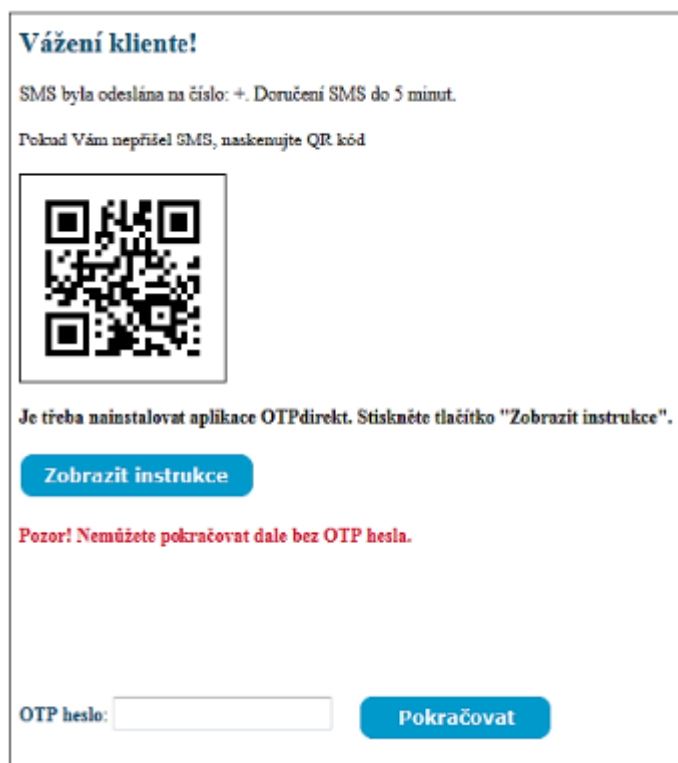 Vážení kliente!
SMS byla odeslána na číslo: +. Doručení SMS do 5 minut.
Pokud Vám nepřišel SMS, naskenujte QR kód
Je třeba nainstalovat aplikace OTPdirekt. Stiskněte tlačítko "Zobrazit instrukce".
Zobrazit instrukce
Pozor! Nemůžete pokračovat dale bez OTP hesla.
OTP heslo:
Pokračovat